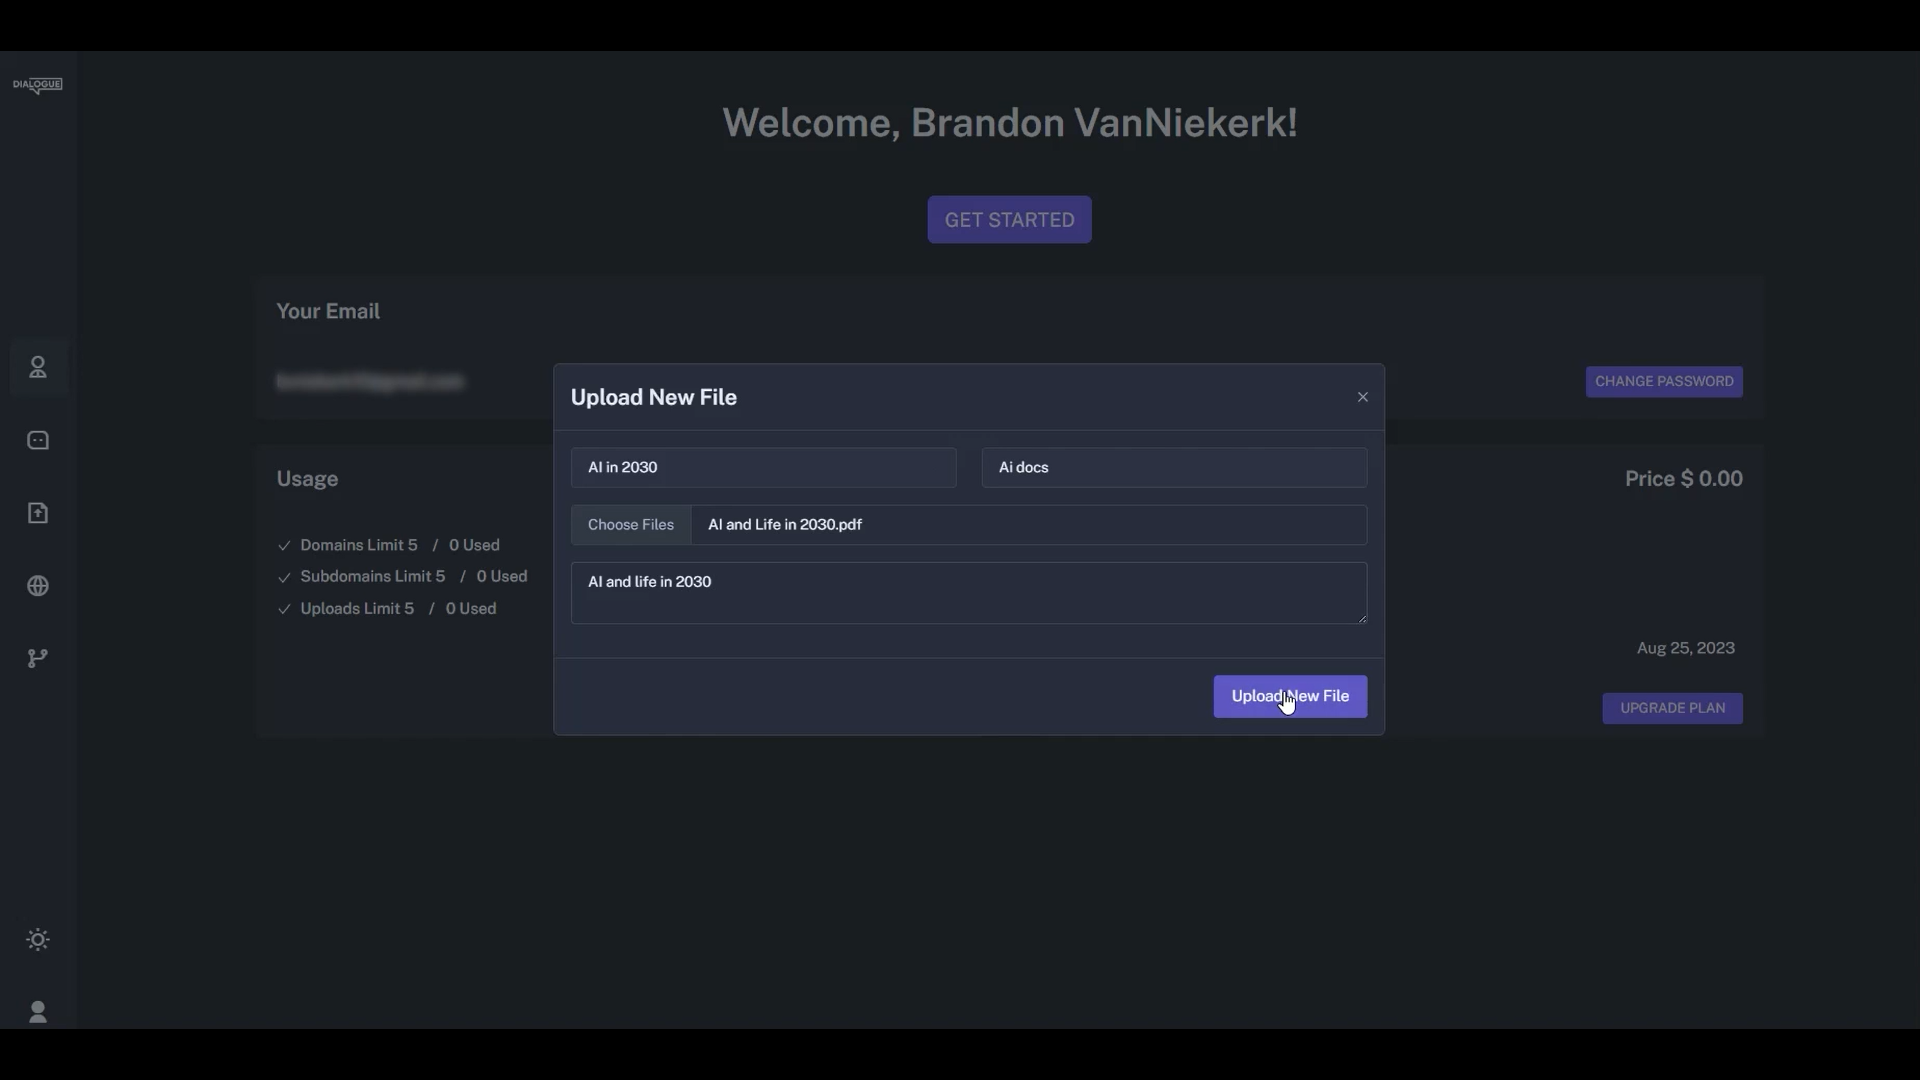 DIALOGUE
Welcome, Brandon VanNiekerk!
GET STARTED
Your Email
CHANGE PASSWORD
Upload New File
AI in 2030
Ai docs
Choose Files
AI and Life in 2030.pdf
AI and life in 2030
Upload New File
Usage
Domains Limit 5 / 0 Used
Subdomains Limit 5 / 0 Used
Uploads Limit 5 / 0 Used
Price $ 0.00
Aug 25, 2023
UPGRADE PLAN